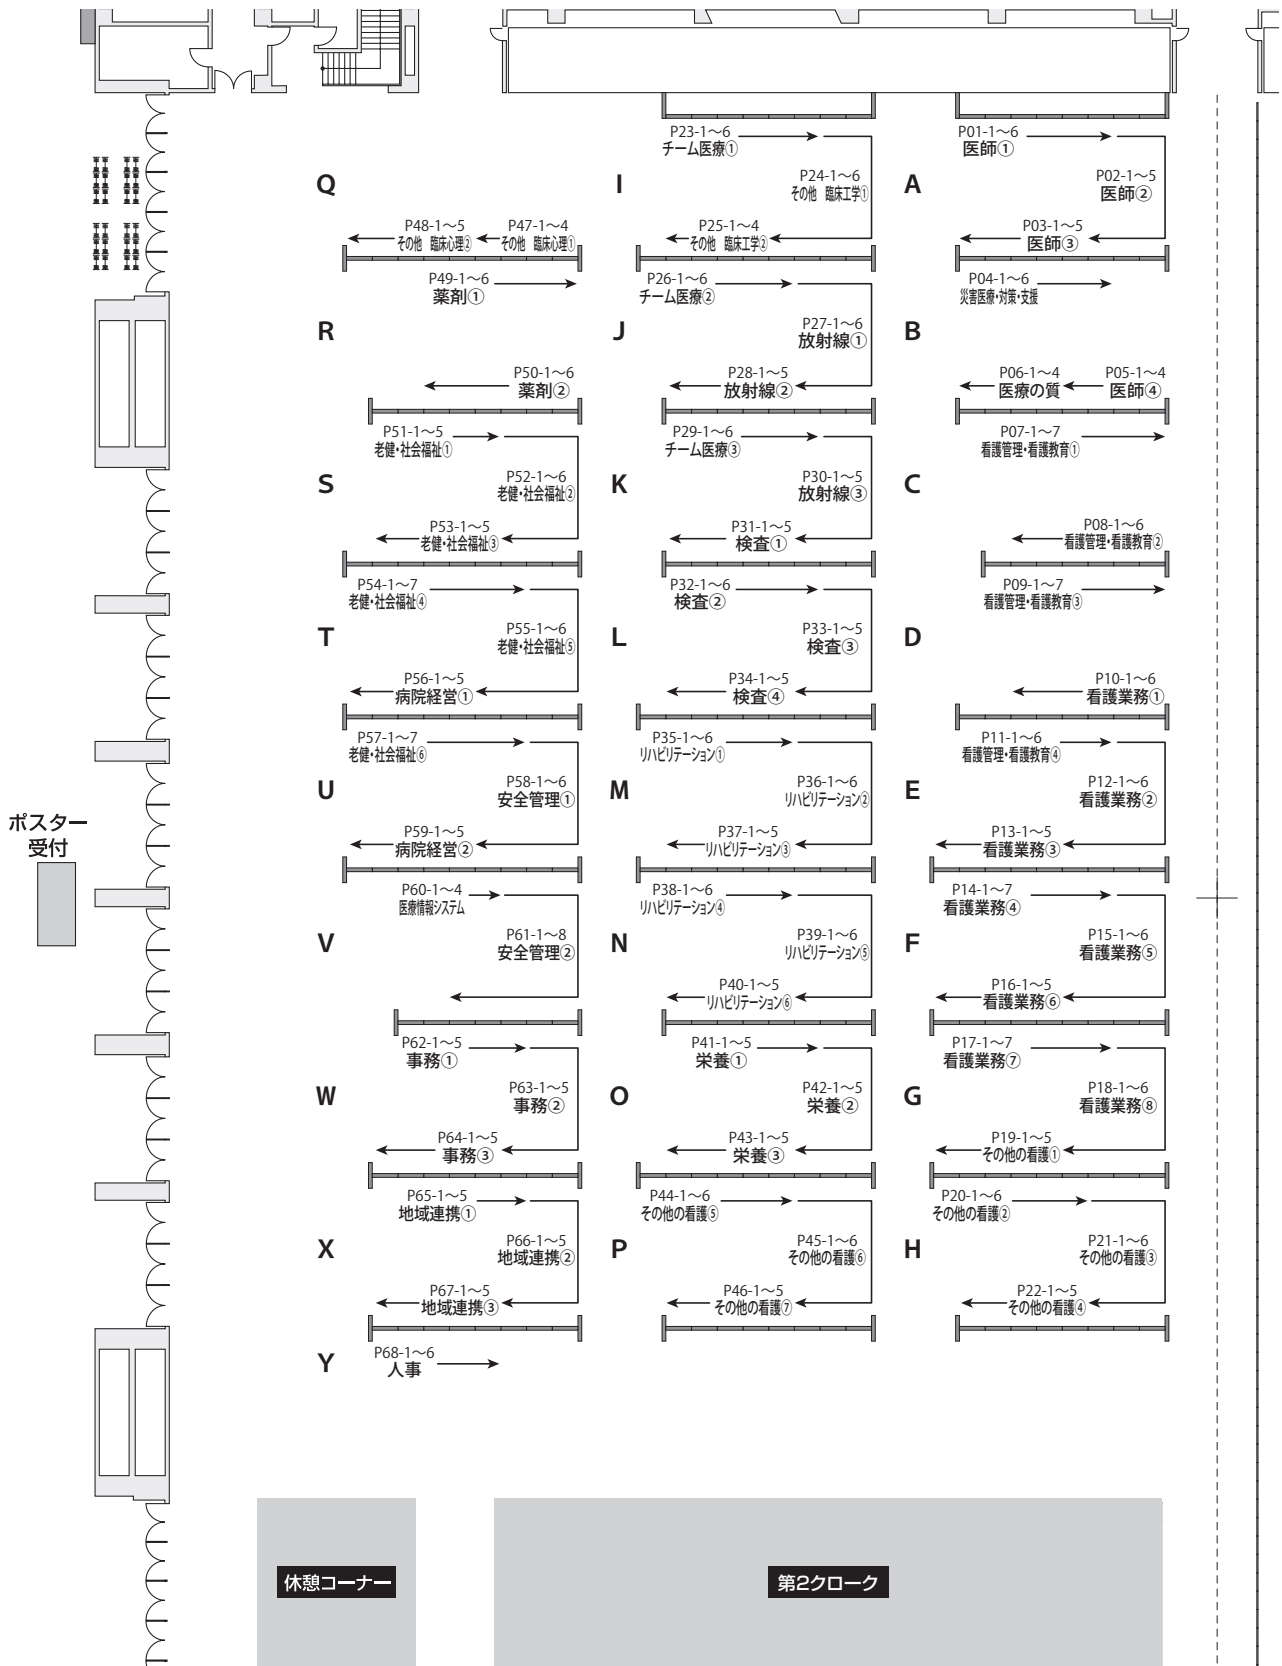 P23-1～6
チーム医療①
P01-1～6
医師①
Q
I
P24-1～6
その他 臨床工学①
A
P02-1～5
医師②
P48-1～5
その他 臨床心理②
P47-1～4
その他 臨床心理①
P25-1～4
その他 臨床工学②
P03-1～5
医師③
P49-1～6
薬剤①
P26-1～6
チーム医療②
P04-1～6
災害医療・対策・支援
R
J
P27-1～6
放射線①
B
P50-1～6
薬剤②
P28-1～5
放射線②
P06-1～4
医療の質
P05-1～4
医師④
P51-1～5
老健・社会福祉①
P29-1～6
チーム医療③
P07-1～7
看護管理・看護教育①
S
P52-1～6
老健・社会福祉②
K
P30-1～5
放射線③
C
P53-1～5
老健・社会福祉③
P31-1～5
検査①
P08-1～6
看護管理・看護教育②
P54-1～7
老健・社会福祉④
P32-1～6
検査②
P09-1～7
看護管理・看護教育③
T
P55-1～6
老健・社会福祉⑤
L
P33-1～5
検査③
D
P56-1～5
病院経営①
P34-1～5
検査④
P10-1～6
看護業務①
P57-1～7
老健・社会福祉⑥
P35-1～6
リハビリテーション①
P11-1～6
看護管理・看護教育④
U
P58-1～6
安全管理①
M
P36-1～6
リハビリテーション②
E
P12-1～6
看護業務②
ポスター
受付
P59-1～5
病院経営②
P37-1～5
リハビリテーション③
P13-1～5
看護業務③
P60-1～4
医療情報システム
P38-1～6
リハビリテーション④
P14-1～7
看護業務④
V
P61-1～8
安全管理②
N
P39-1～6
リハビリテーション⑤
F
P15-1～6
看護業務⑤
P40-1～5
リハビリテーション⑥
P16-1～5
看護業務⑥
P62-1～5
事務①
P41-1～5
栄養①
P17-1～7
看護業務⑦
W
P63-1～5
事務②
O
P42-1～5
栄養②
G
P18-1～6
看護業務⑧
P64-1～5
事務③
P43-1～5
栄養③
P19-1～5
その他の看護①
P65-1～5
地域連携①
P44-1～6
その他の看護⑤
P20-1～6
その他の看護②
X
P66-1～5
地域連携②
P
P45-1～6
その他の看護⑥
H
P21-1～6
その他の看護③
P67-1～5
地域連携③
P46-1～5
その他の看護⑦
P22-1～5
その他の看護④
Y
P68-1～6
人事
休憩コーナー
第2クローク